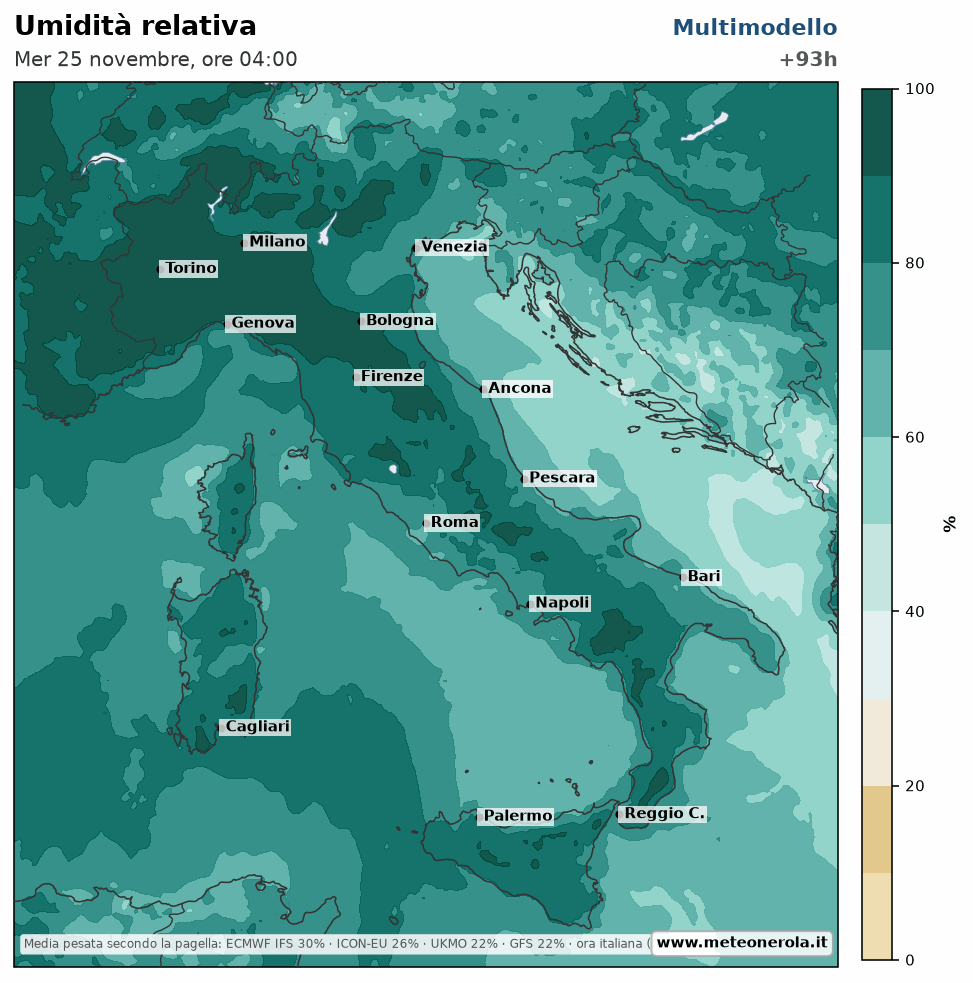 Umidità relativa
Multimodello
Mer 25 novembre, ore 04:00
+93h
100
80
60
40
20
0
%
Milano
Venezia
Torino
Genova
Bologna
Firenze
Ancona
Pescara
Roma
Bari
Napoli
Cagliari
Palermo
Reggio C.
Media pesata secondo la pagella: ECMWF IFS 30% · ICON-EU 26% · UKMO 22% · GFS 22% · ora italiana (
www.meteonerola.it